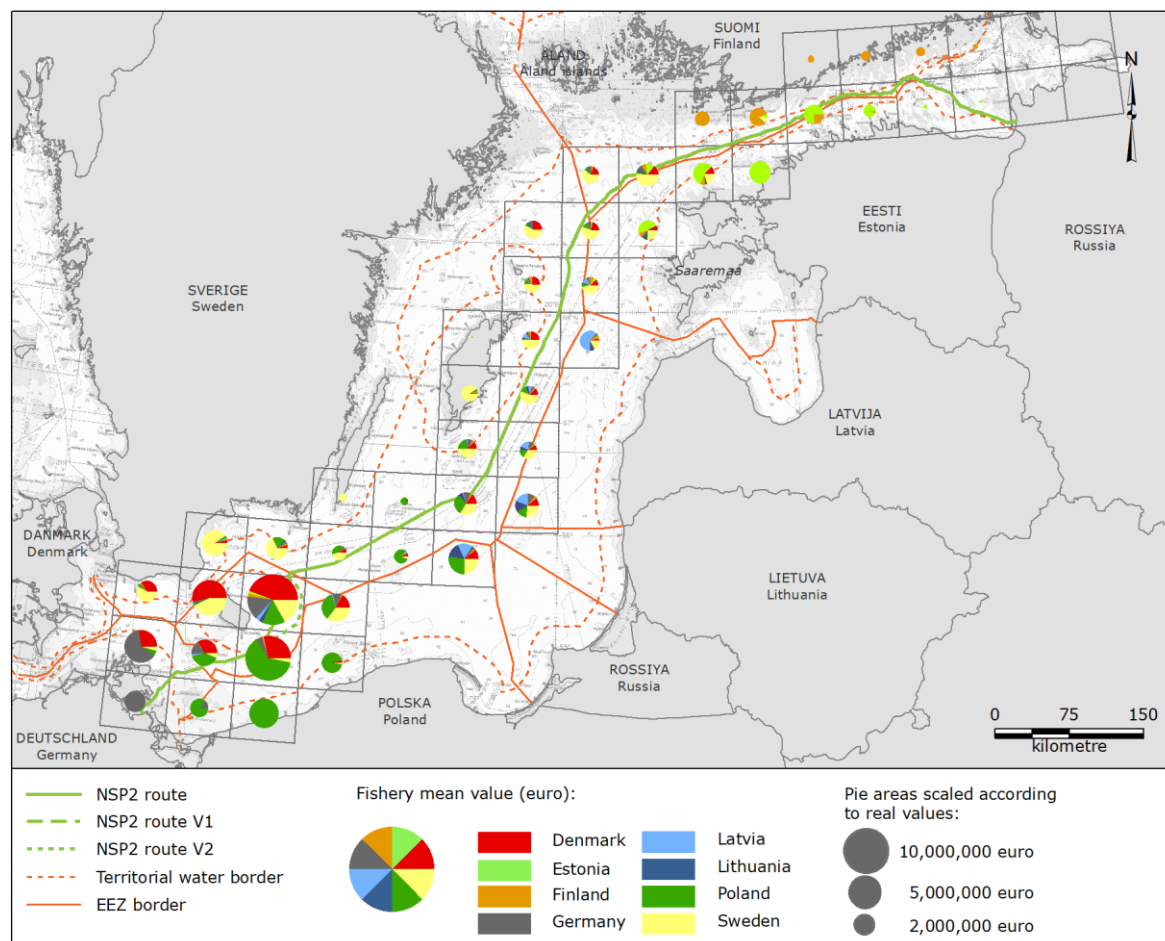 SUOMI
Finland
ÅLAND
Åland Islands
N
EESTI
Estonia
ROSSIYA
Russia
Saaremaa
SVERIGE
Sweden
LATVIJA
Latvia
DANMARK
Denmark
LIETUVA
Lithuania
ROSSIYA
Russia
POLSKA
Poland
DEUTSCHLAND
Germany
0 75 150
kilometre
NSP2 route
NSP2 route V1
NSP2 route V2
Territorial water border
EEZ border
Fishery mean value (euro):
Denmark
Estonia
Finland
Germany
Latvia
Lithuania
Poland
Sweden
Pie areas scaled according
to real values:
10,000,000 euro
5,000,000 euro
2,000,000 euro